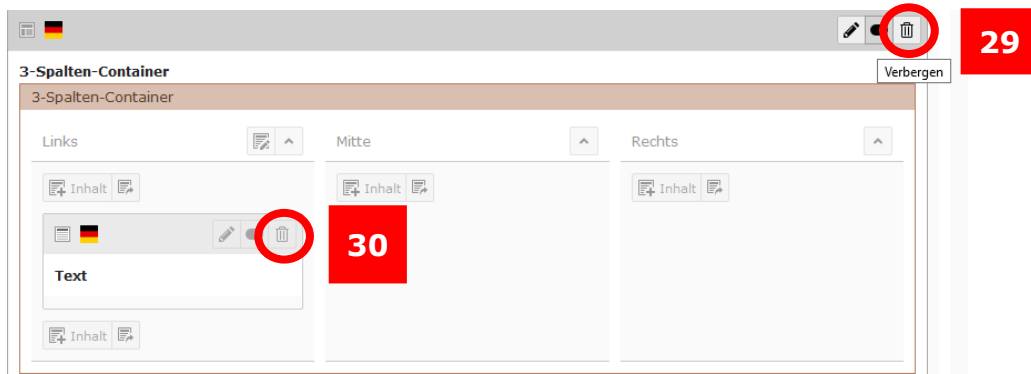 29
Verbergen
3-Spalten-Container
3-Spalten-Container
Links
Mitte
Rechts
Inhalt
Inhalt
Inhalt
30
Text
Inhalt